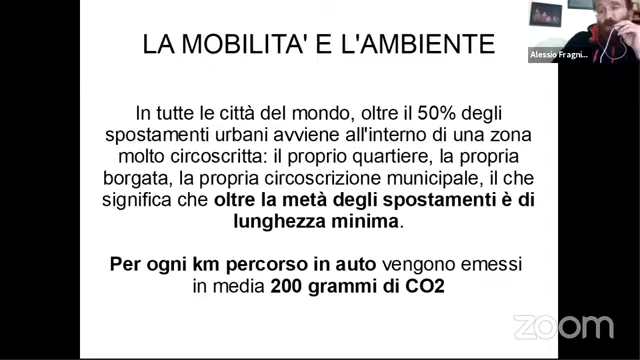 LA MOBILITA' E L'AMBIENTE
Alessio Fragni...
In tutte le città del mondo, oltre il 50% degli
spostamenti urbani avviene all'interno di una zona
molto circoscritta: il proprio quartiere, la propria
borgata, la propria circoscrizione municipale, il che
significa che oltre la metà degli spostamenti è di
lunghezza minima.
Per ogni km percorso in auto vengono emessi
in media 200 grammi di CO2
zoom